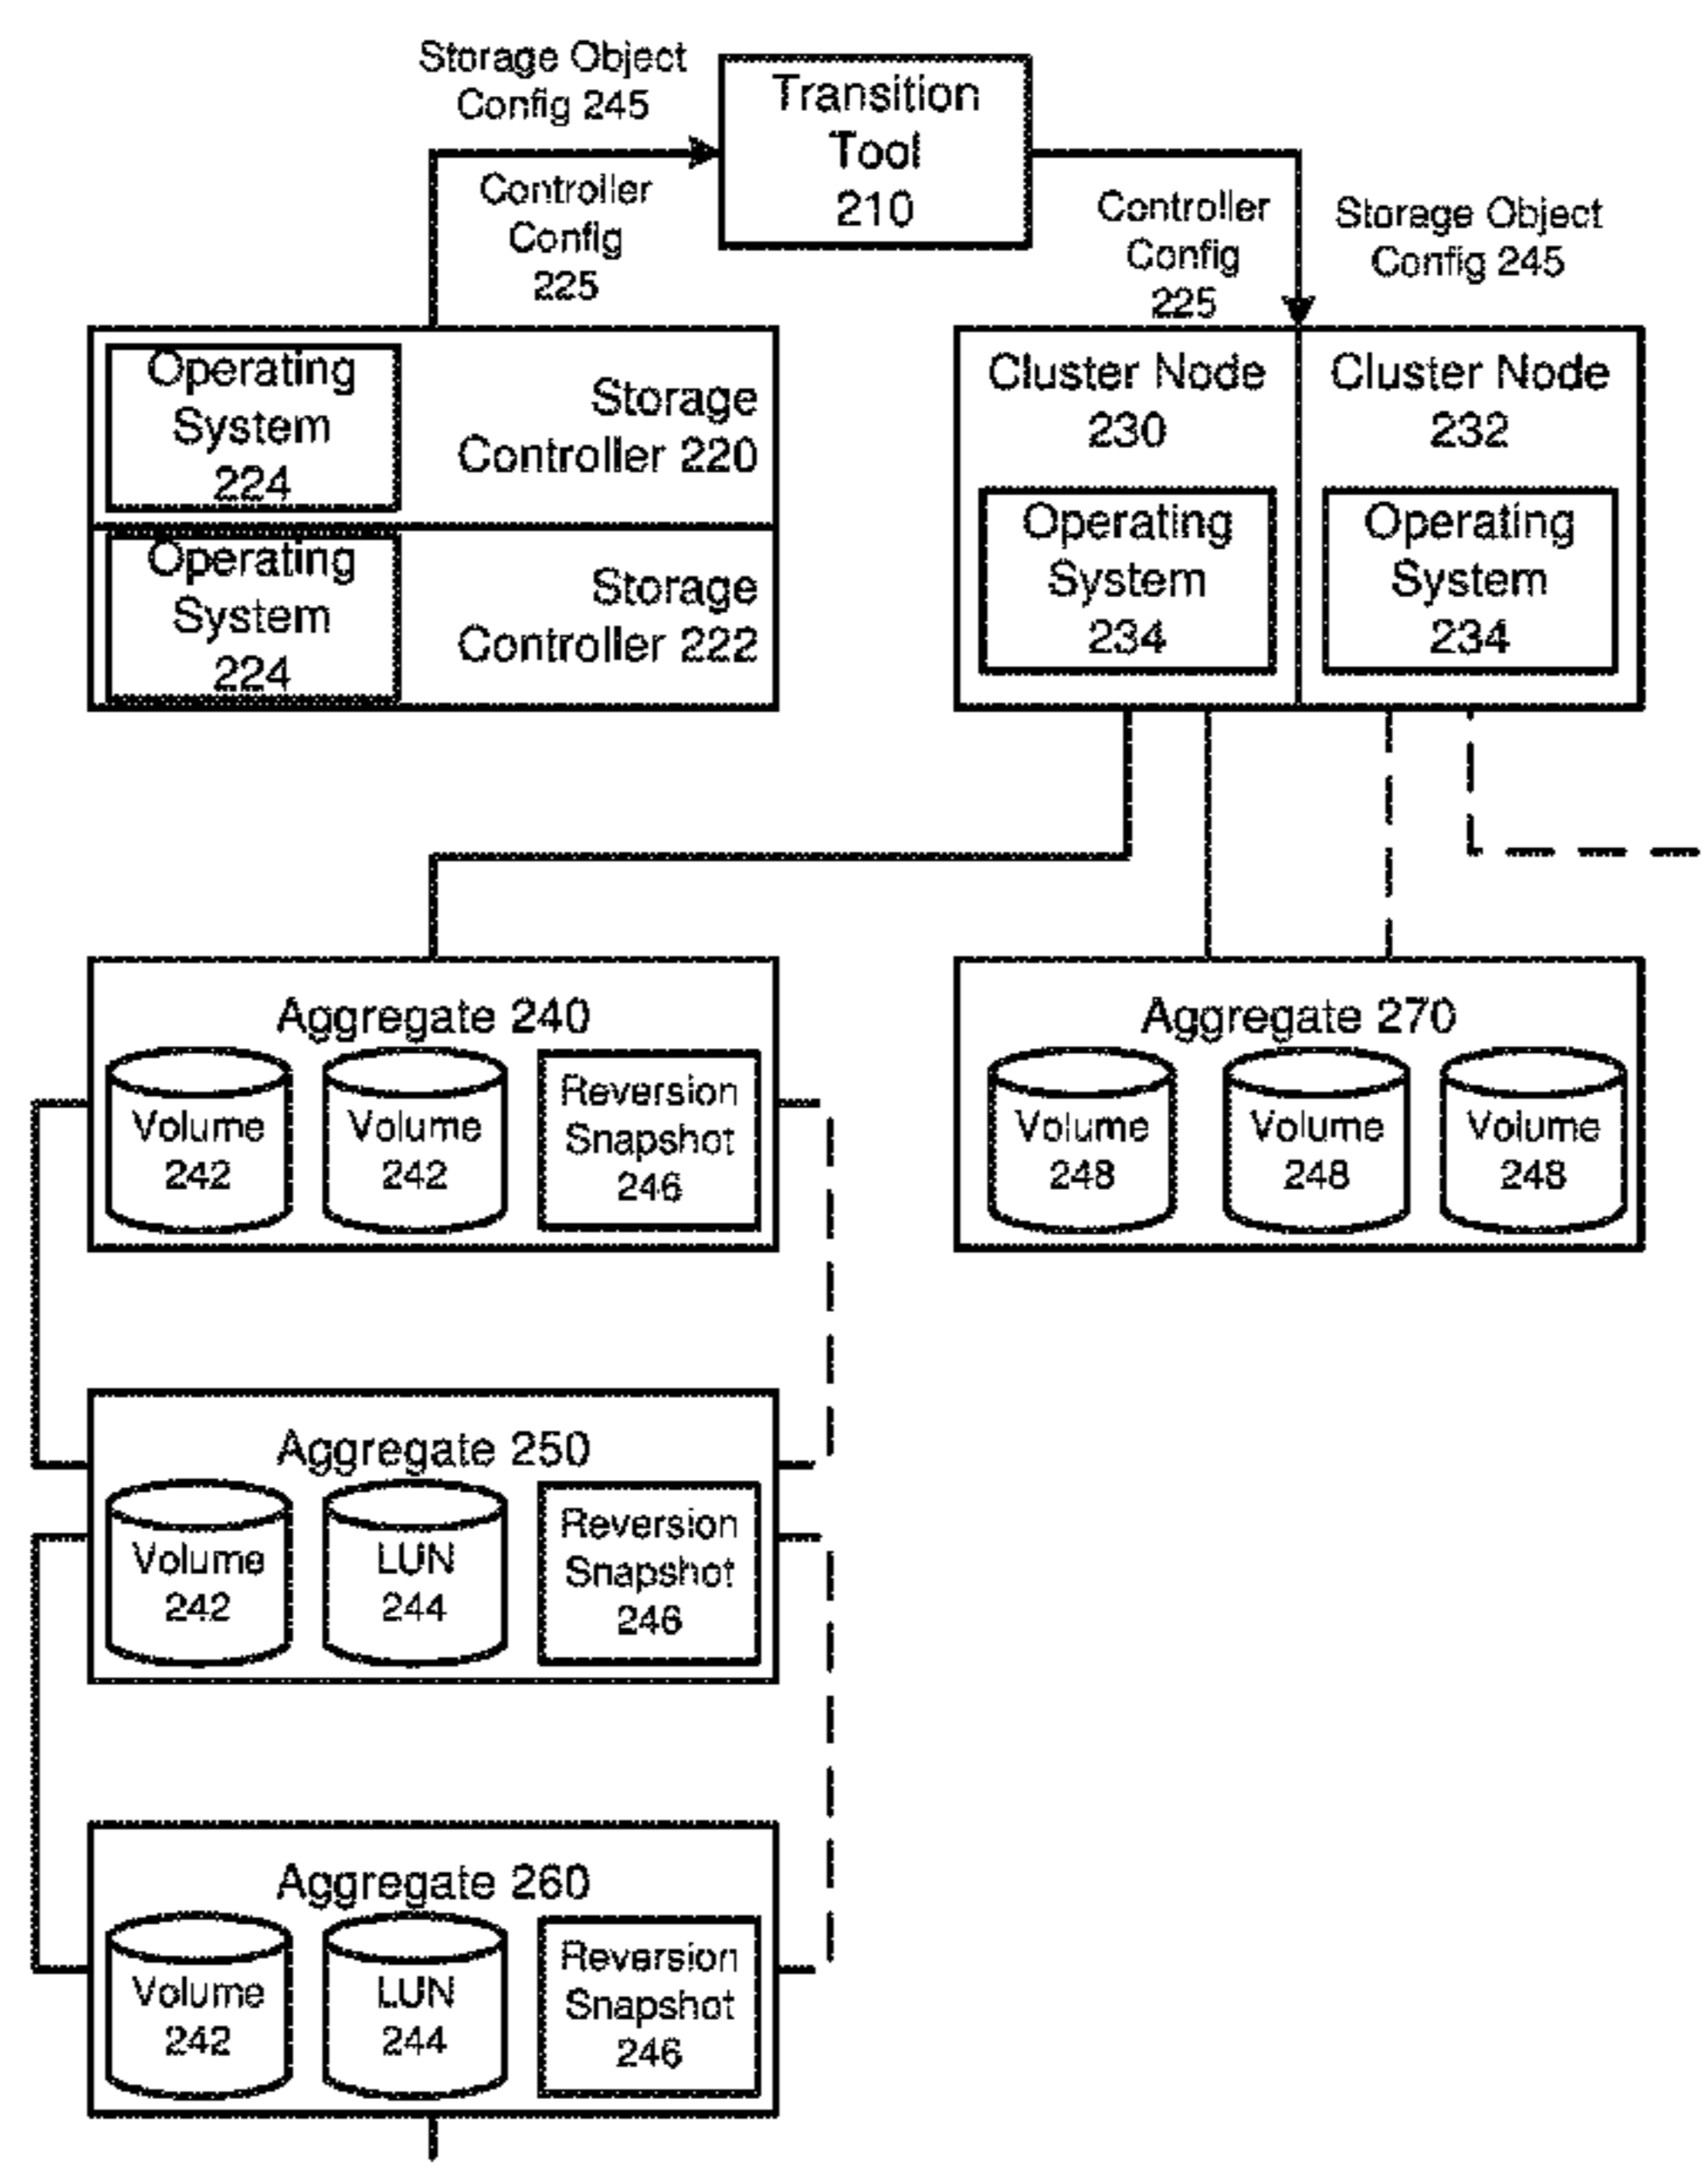 Storage Object
Config 245
Transition
Tool
210
Controller
Config
225
Controller
Config
225
Storage Object
Config 245
Operating
System
224
Storage
Controller 220
Operating
System
224
Storage
Controller 222
Cluster Node
230
Operating
System
234
Cluster Node
232
Operating
System
234
Aggregate 240
Volume
242
Volume
242
Reversion
Snapshot
246
Aggregate 270
Volume
248
Volume
248
Volume
248
Aggregate 250
Volume
242
LUN
244
Reversion
Snapshot
246
Aggregate 260
Volume
242
LUN
244
Reversion
Snapshot
246